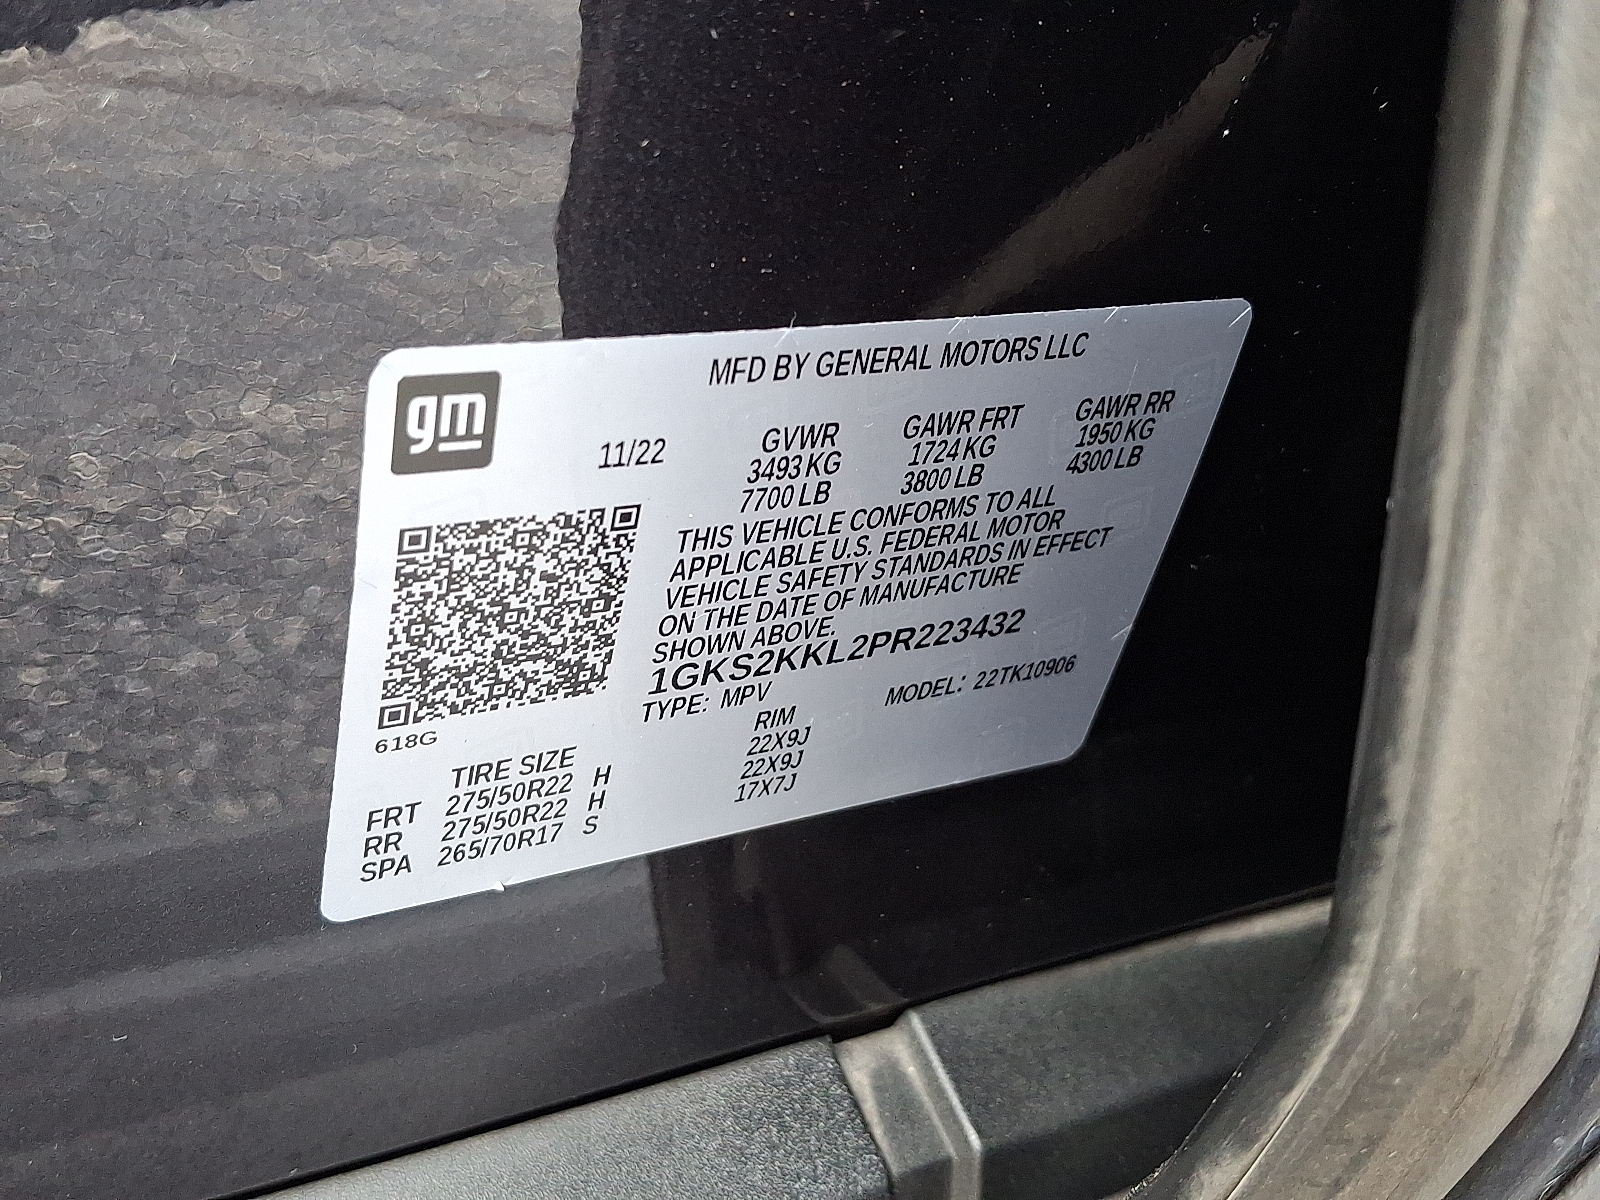 gm
MFD BY GENERAL MOTORS LLC
11/22
GVWR
3493 KG
7700 LB
GAWR FRT
1724 KG
3800 LB
GAWR RR
1950 KG
4300 LB
THIS VEHICLE CONFORMS TO ALL
APPLICABLE U.S. FEDERAL MOTOR
VEHICLE SAFETY STANDARDS IN EFFECT
ON THE DATE OF MANUFACTURE
SHOWN ABOVE.
1GKS2KKL2PR223432
TYPE: MPV MODEL: 22TK10906
618G
TIRE SIZE RIM
FRT 275/50R22 H 22X9J
RR 275/50R22 H 22X9J
SPA 265/70R17 S 17X7J